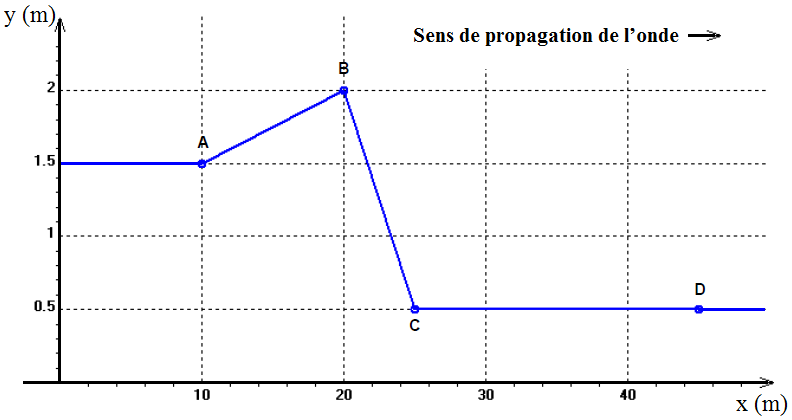 y (m)
Sens de propagation de l’onde
B
2
A
1.5
1
D
0.5
C
10
20
30
40
x (m)